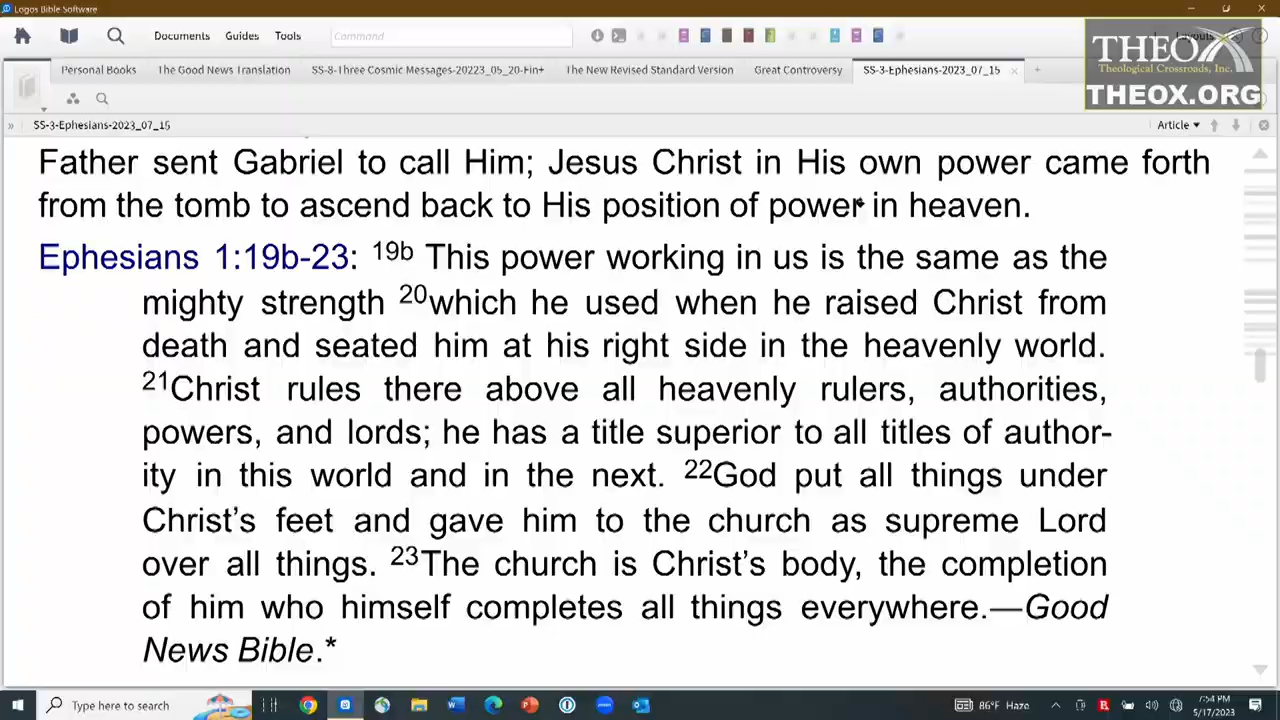 Logos Bible Software
Documents Guides Tools Command Layouts
THEOX
Theological Crossroads, Inc.
THEOX.ORG
Personal Books The Good News Translation SS-8-Three Cosmic Messages-2023_05_20-Fin+ The New Revised Standard Version Great Controversy SS-3-Ephesians-2023_07_15
SS-3-Ephesians-2023_07_15 Article
Father sent Gabriel to call Him; Jesus Christ in His own power came forth
from the tomb to ascend back to His position of power in heaven.
Ephesians 1:19b-23: 19b This power working in us is the same as the
mighty strength 20which he used when he raised Christ from
death and seated him at his right side in the heavenly world.
21Christ rules there above all heavenly rulers, authorities,
powers, and lords; he has a title superior to all titles of author-
ity in this world and in the next. 22God put all things under
Christ's feet and gave him to the church as supreme Lord
over all things. 23The church is Christ's body, the completion
of him who himself completes all things everywhere.—Good
News Bible.*
Type here to search 86°F Haze 7:54 PM
5/17/2023